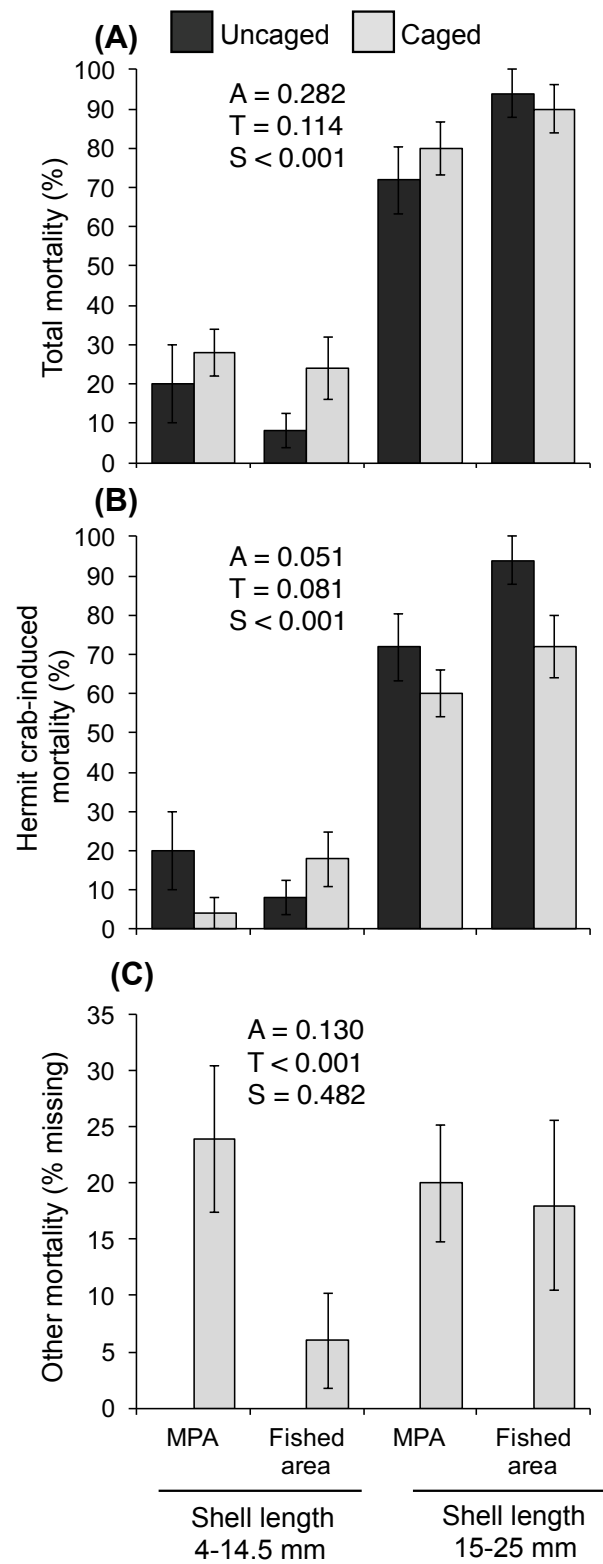 (A) Uncaged Caged
100
90
80
70
60
50
40
30
20
10
0
Total mortality (%)
A = 0.282
T = 0.114
S < 0.001
(B)
100
90
80
70
60
50
40
30
20
10
0
Hermit crab-induced
mortality (%)
A = 0.051
T = 0.081
S < 0.001
(C)
35
30
25
20
15
10
5
0
Other mortality (% missing)
A = 0.130
T < 0.001
S = 0.482
MPA Fished MPA Fished
area area
Shell length Shell length
4-14.5 mm 15-25 mm